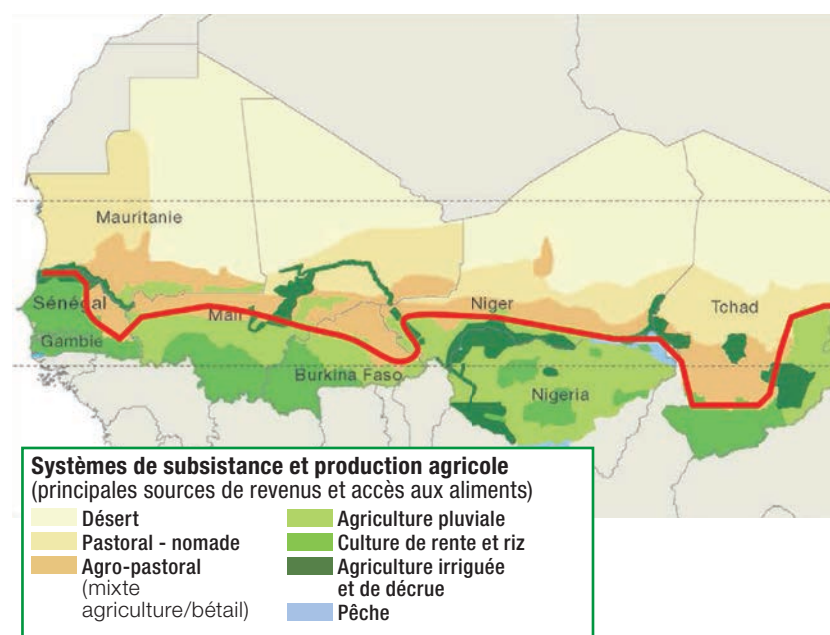 Mauritanie
Sénégal
Mali
Niger
Tchad
Gambie
Burkina Faso
Nigeria
Systèmes de subsistance et production agricole
(principales sources de revenus et accès aux aliments)
Désert
Pastoral - nomade
Agro-pastoral
(mixte
agriculture/bétail)
Agriculture pluviale
Culture de rente et riz
Agriculture irriguée
et de décrue
Pêche